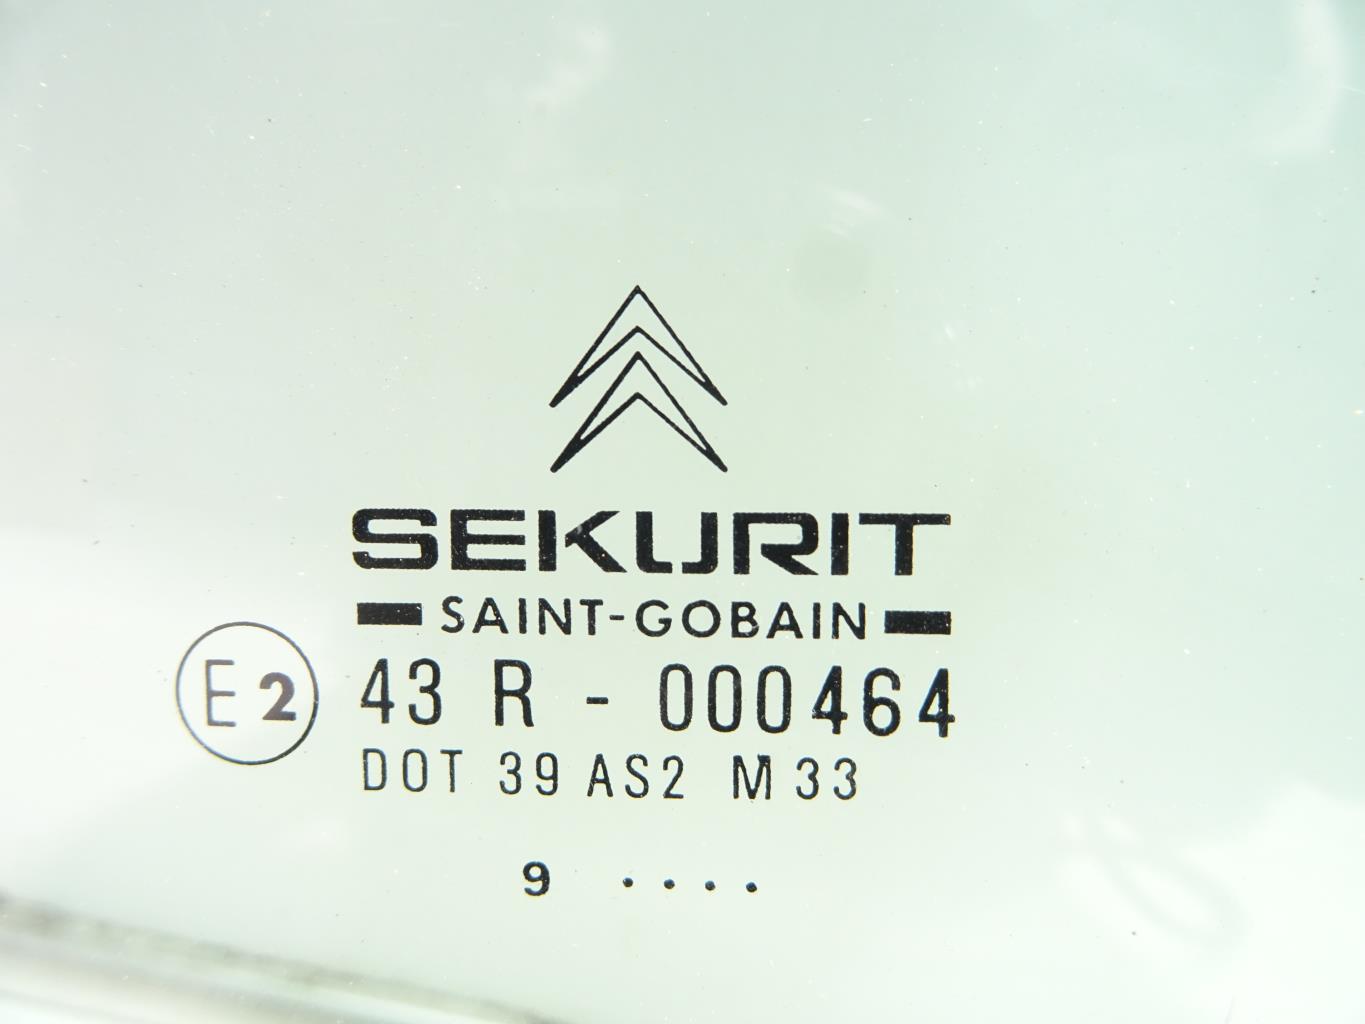 SEKURIT
SAINT-GOBAIN
E2 43 R - 000464
DOT 39 AS2 M33
9 ....